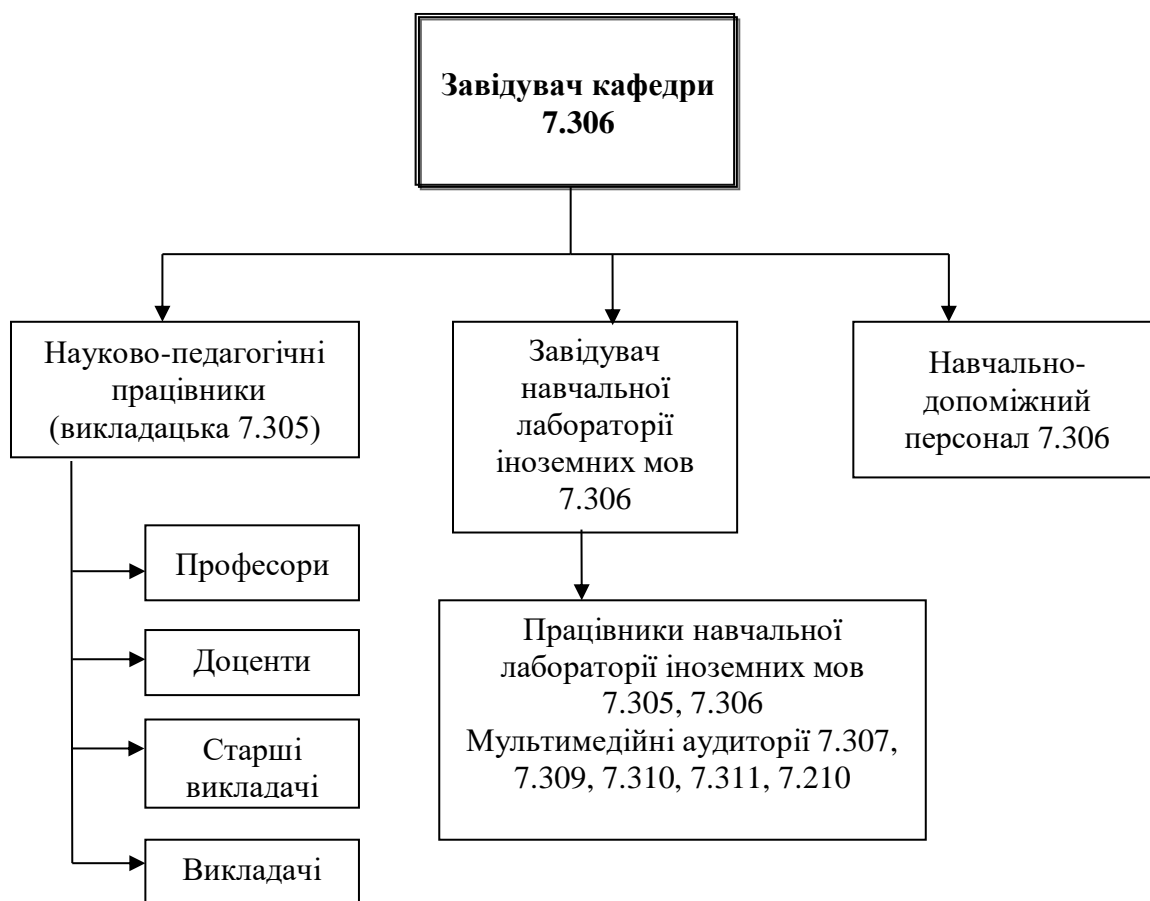 Завідувач кафедри
7.306
Науково-педагогічні
працівники
(викладацька 7.305)
Завідувач
навчальної
лабораторії
іноземних мов
7.306
Навчально-
допоміжний
персонал 7.306
Професори
Доценти
Старші
викладачі
Викладачі
Працівники навчальної
лабораторії іноземних мов
7.305, 7.306
Мультимедійні аудиторії 7.307,
7.309, 7.310, 7.311, 7.210